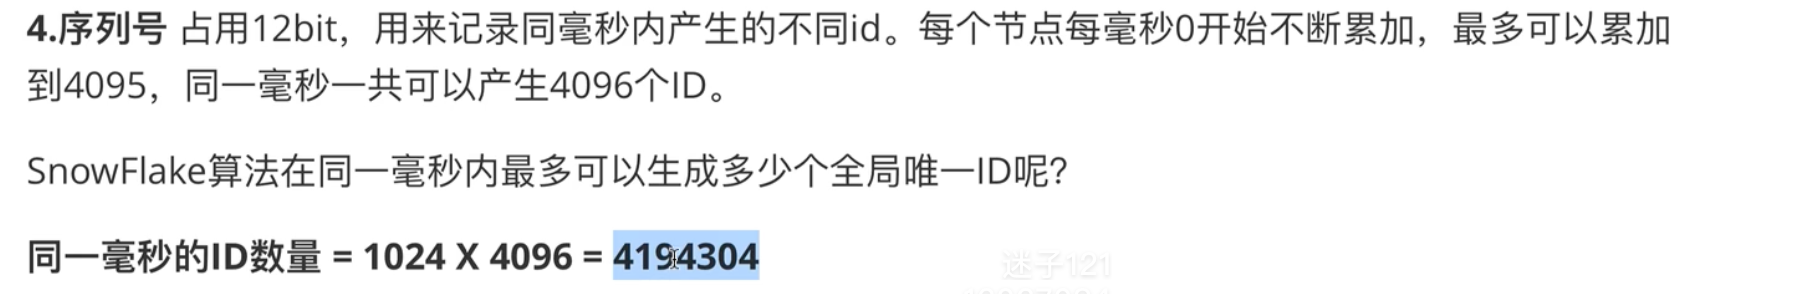 4.序列号 占用12bit，用来记录同毫秒内产生的不同id。每个节点每毫秒0开始不断累加，最多可以累加
到4095，同一毫秒一共可以产生4096个ID。
SnowFlake算法在同一毫秒内最多可以生成多少个全局唯一ID呢？
同一毫秒的ID数量 = 1024 X 4096 = 4194304
迷子121